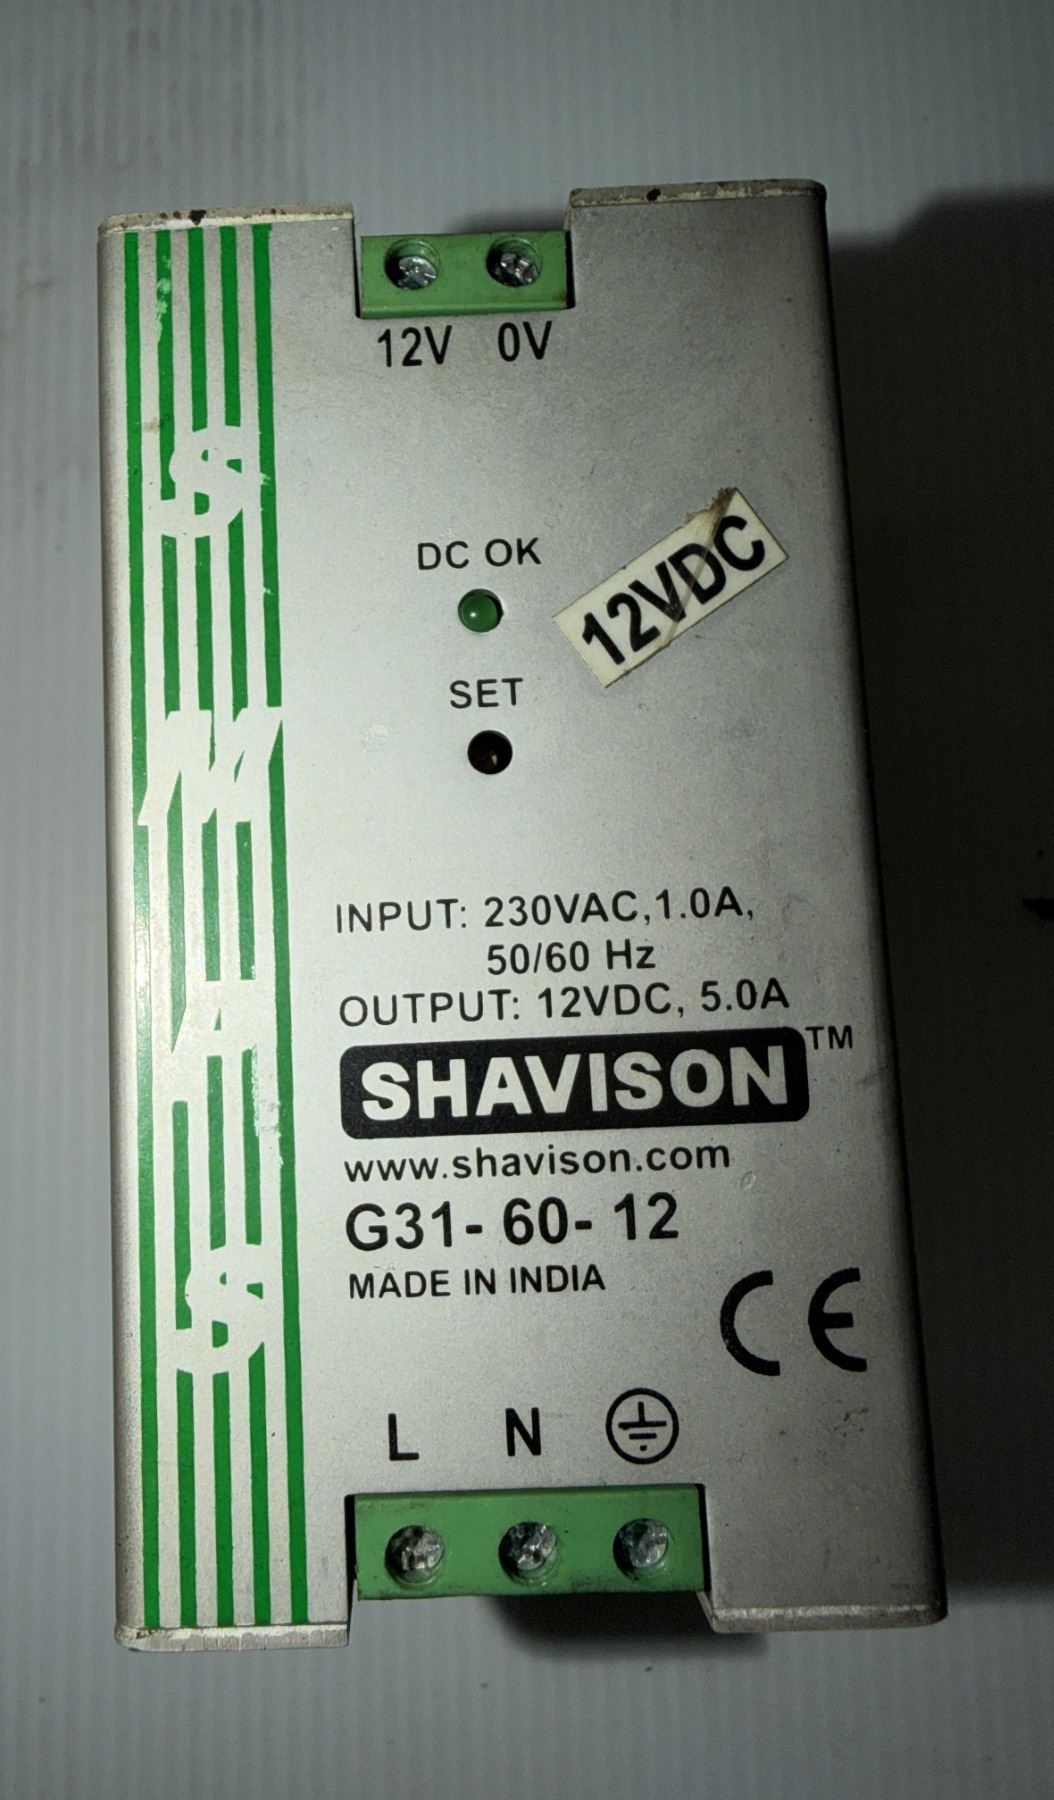 12V 0V
DC OK
12VDC
SET
INPUT: 230VAC,1.0A,
50/60 Hz
OUTPUT: 12VDC, 5.0A
SHAVISON™
www.shavison.com
G31- 60- 12
MADE IN INDIA
CE
L N
SMPS